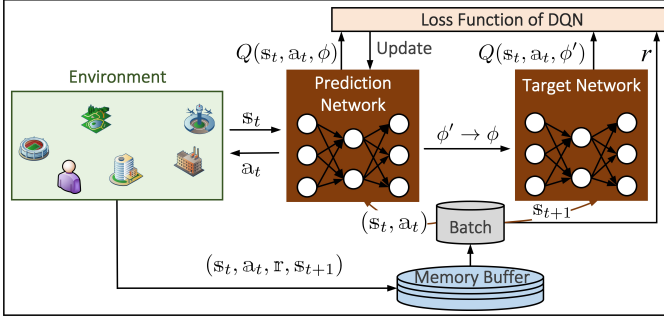 Loss Function of DQN
Q(𝕤_t, 𝕒_t, ϕ)
Update
Q(𝕤_t, 𝕒_t, ϕ′)
r
Environment
Prediction
Network
Target Network
𝕤_t
𝕒_t
ϕ′ → ϕ
(𝕤_t, 𝕒_t)
Batch
𝕤_{t+1}
(𝕤_t, 𝕒_t, 𝕣, 𝕤_{t+1})
Memory Buffer